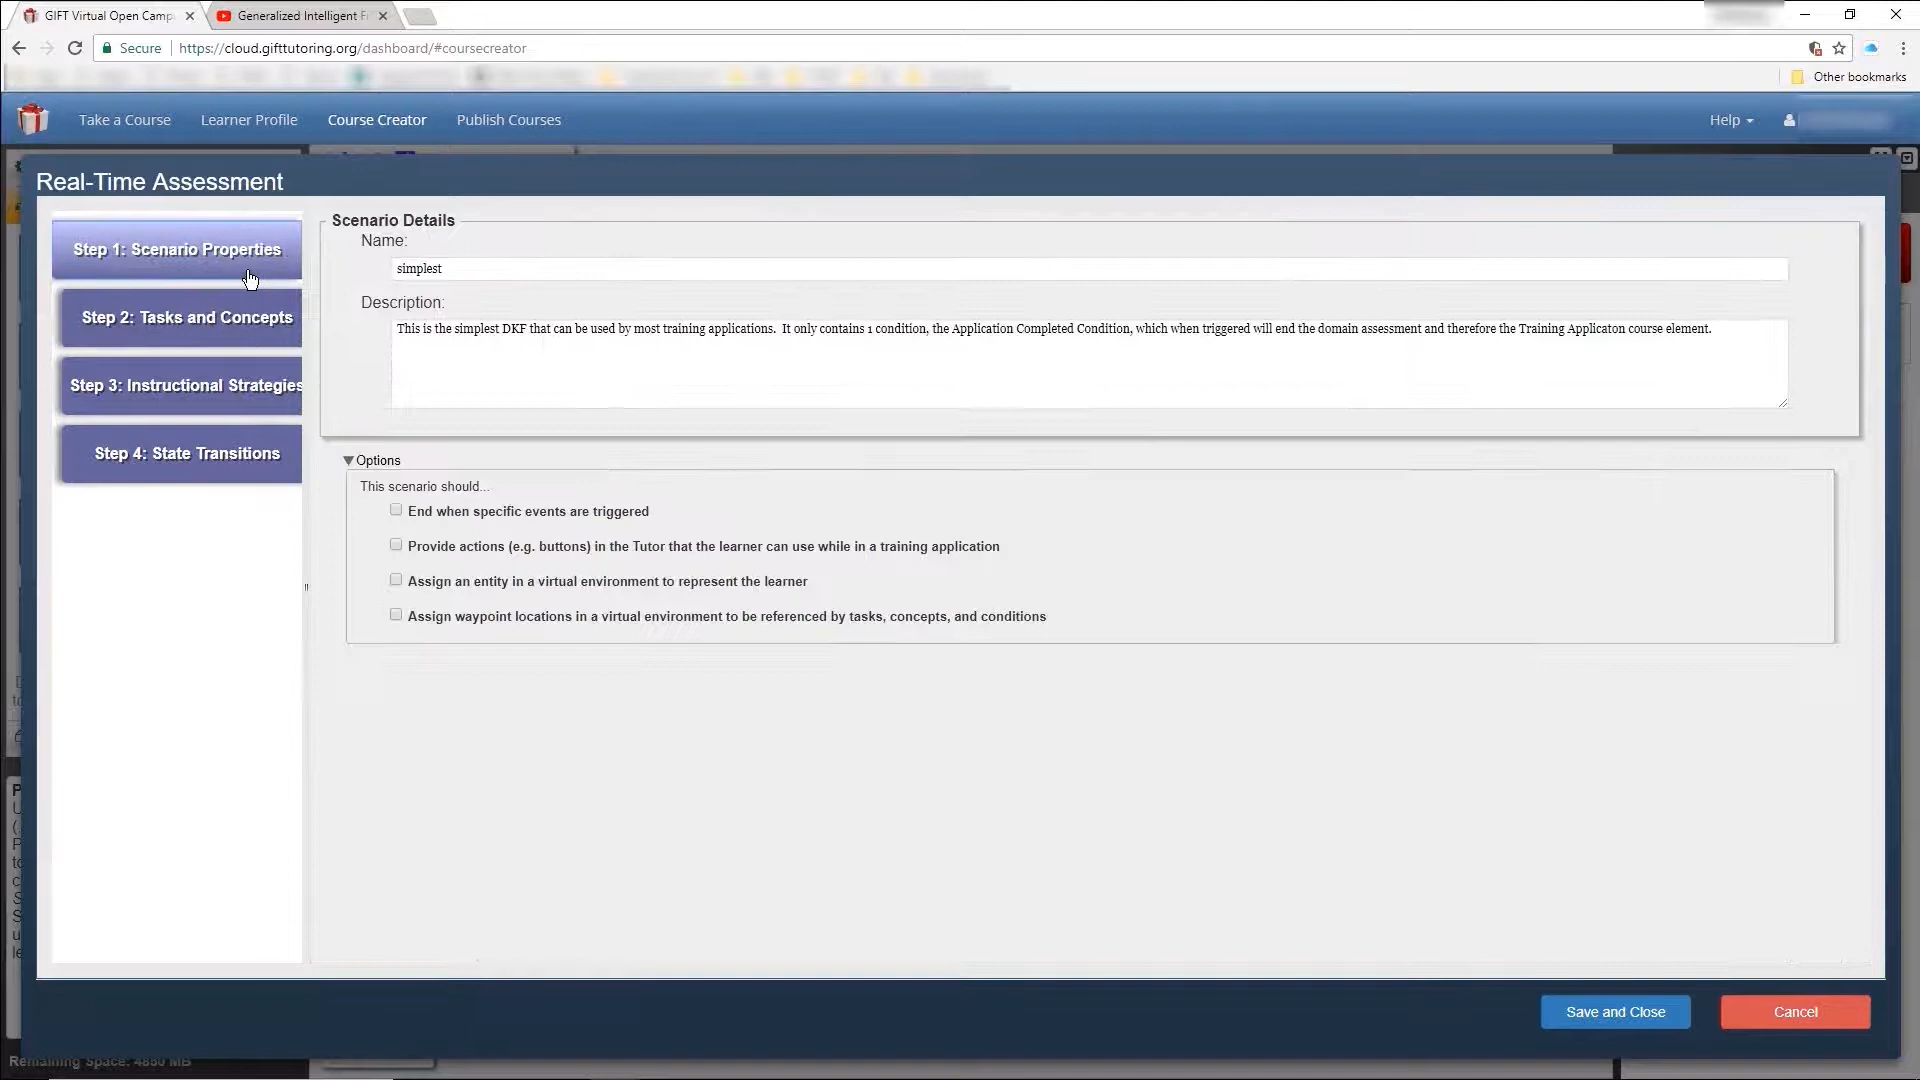 GIFT Virtual Open Camp
Generalized Intelligent Fr
Secure
https://cloud.gifttutoring.org/dashboard/#coursecreator
Other bookmarks
Take a Course
Learner Profile
Course Creator
Publish Courses
Help
Real-Time Assessment
Step 1: Scenario Properties
Step 2: Tasks and Concepts
Step 3: Instructional Strategies
Step 4: State Transitions
Scenario Details
Name:
simplest
Description:
This is the simplest DKF that can be used by most training applications. It only contains 1 condition, the Application Completed Condition, which when triggered will end the domain assessment and therefore the Training Applicaton course element.
Options
This scenario should...
End when specific events are triggered
Provide actions (e.g. buttons) in the Tutor that the learner can use while in a training application
Assign an entity in a virtual environment to represent the learner
Assign waypoint locations in a virtual environment to be referenced by tasks, concepts, and conditions
Save and Close
Cancel
Remaining Space: 4850 MB